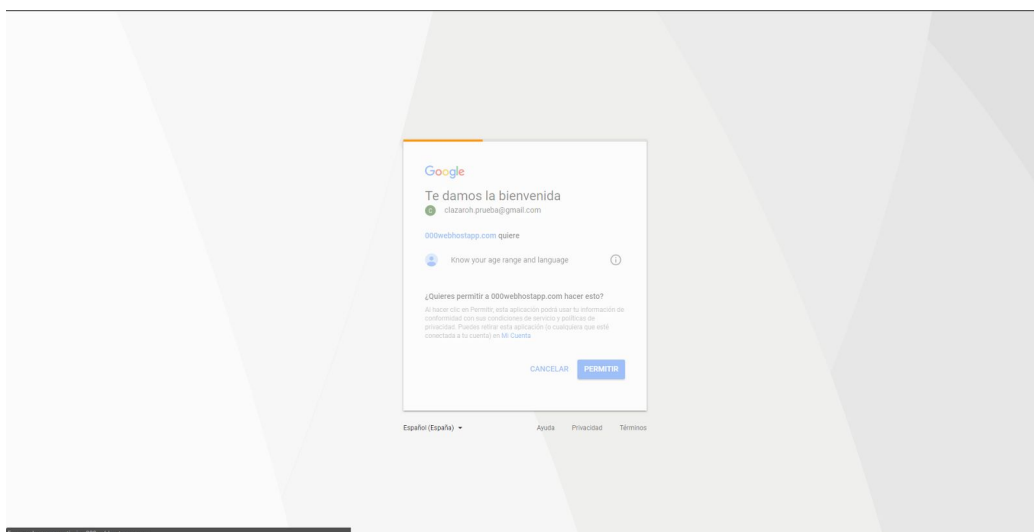 Google
Te damos la bienvenida
C
clazaroh.prueba@gmail.com
000webhostapp.com quiere
Know your age range and language
¿Quieres permitir a 000webhostapp.com hacer esto?
Al hacer clic en Permitir, esta aplicación podrá usar tu información de
conformidad con sus condiciones de servicio y políticas de
privacidad. Puedes retirar esta aplicación (o cualquiera que esté
conectada a tu cuenta) en Mi Cuenta
CANCELAR PERMITIR
Español (España) Ayuda Privacidad Términos